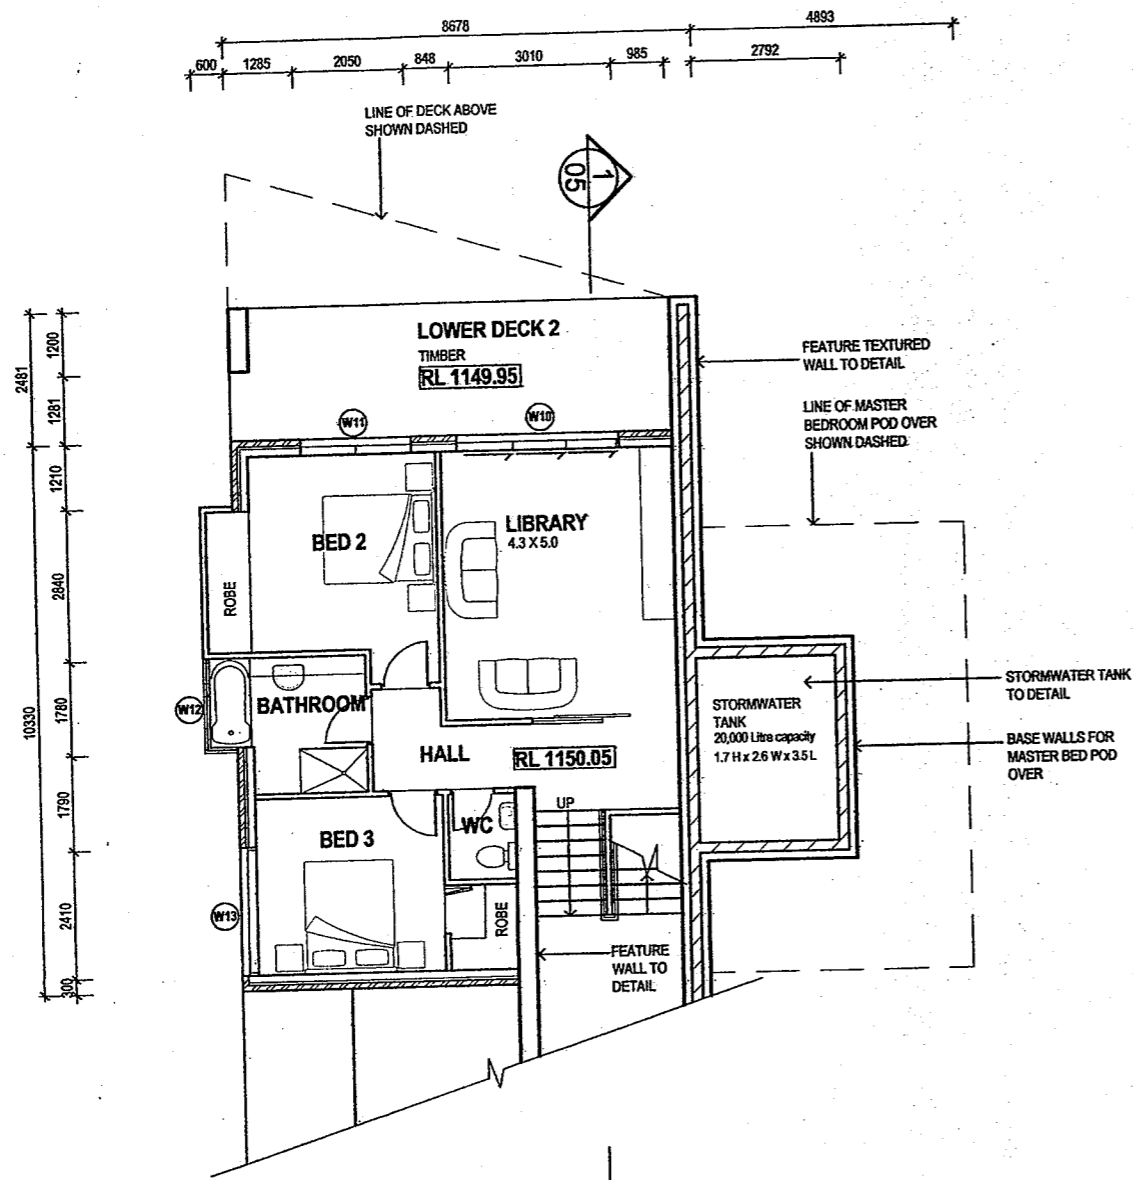 8678
4893
600
1285
2050
848
3010
985
2792
LINE OF DECK ABOVE
SHOWN DASHED
1
05
LOWER DECK 2
TIMBER
RL 1149.95
FEATURE TEXTURED
WALL TO DETAIL
LINE OF MASTER
BEDROOM POD OVER
SHOWN DASHED
2481
1200
1281
1210
2840
10330
1780
1790
2410
300
W11
W10
BED 2
LIBRARY
4.3 X 5.0
ROBE
W12
BATHROOM
HALL
RL 1150.05
STORMWATER
TANK
20,000 Litre capacity
1.7 H x 2.6 W x 3.5 L
STORMWATER TANK
TO DETAIL
BASE WALLS FOR
MASTER BED POD
OVER
UP
WC
BED 3
W13
ROBE
FEATURE
WALL TO
DETAIL